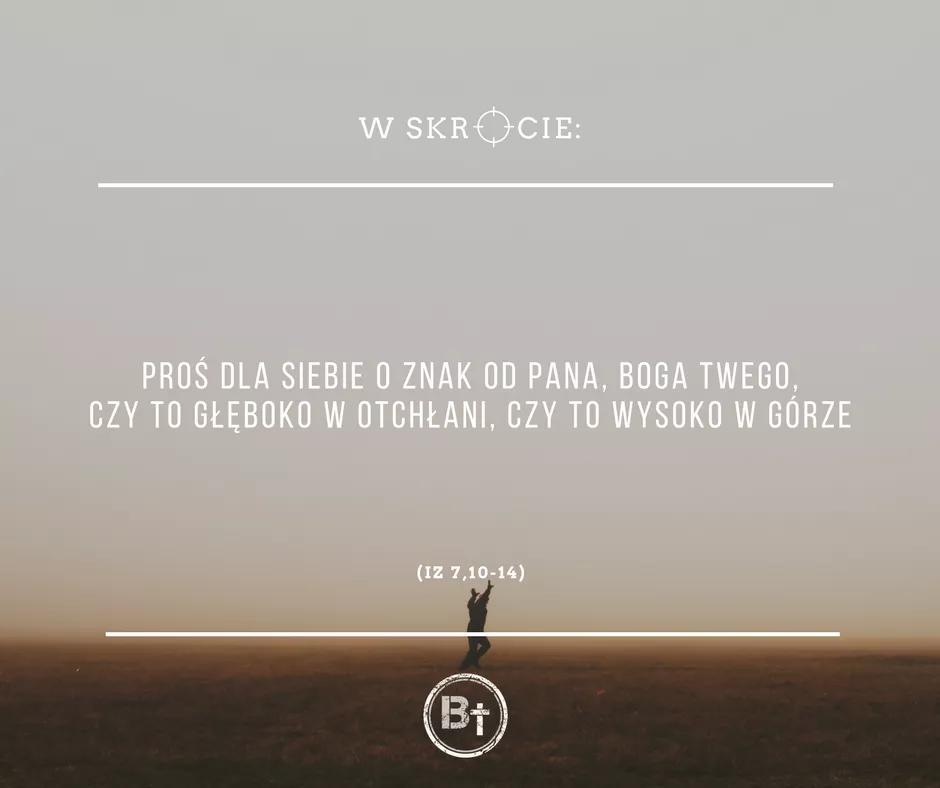 W SKRÓCIE:
PROŚ DLA SIEBIE O ZNAK OD PANA, BOGA TWEGO,
CZY TO GŁĘBOKO W OTCHŁANI, CZY TO WYSOKO W GÓRZE
(IZ 7,10-14)
B†